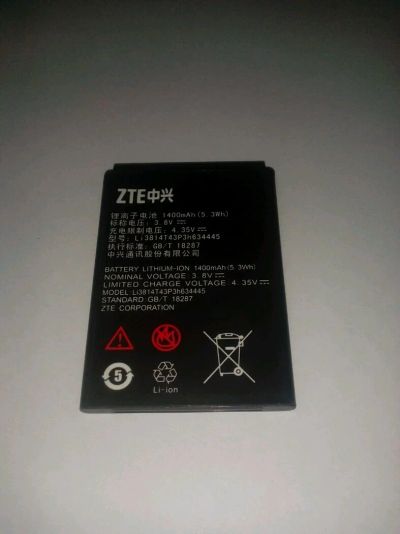 ZTE中兴
锂离子电池 1400mAh(5.3Wh)
标称电压: 3.8V
充电限制电压: 4.35V
型号: Li3814T43P3h634445
执行标准: GB/T 18287
中兴通讯股份有限公司
BATTERY LITHIUM-ION 1400mAh(5.3Wh)
NOMINAL VOLTAGE 3.8V⎓
LIMITED CHARGE VOLTAGE 4.35V⎓
MODEL Li3814T43P3h634445
STANDARD GB/T 18287
ZTE CORPORATION
5
Li-ion